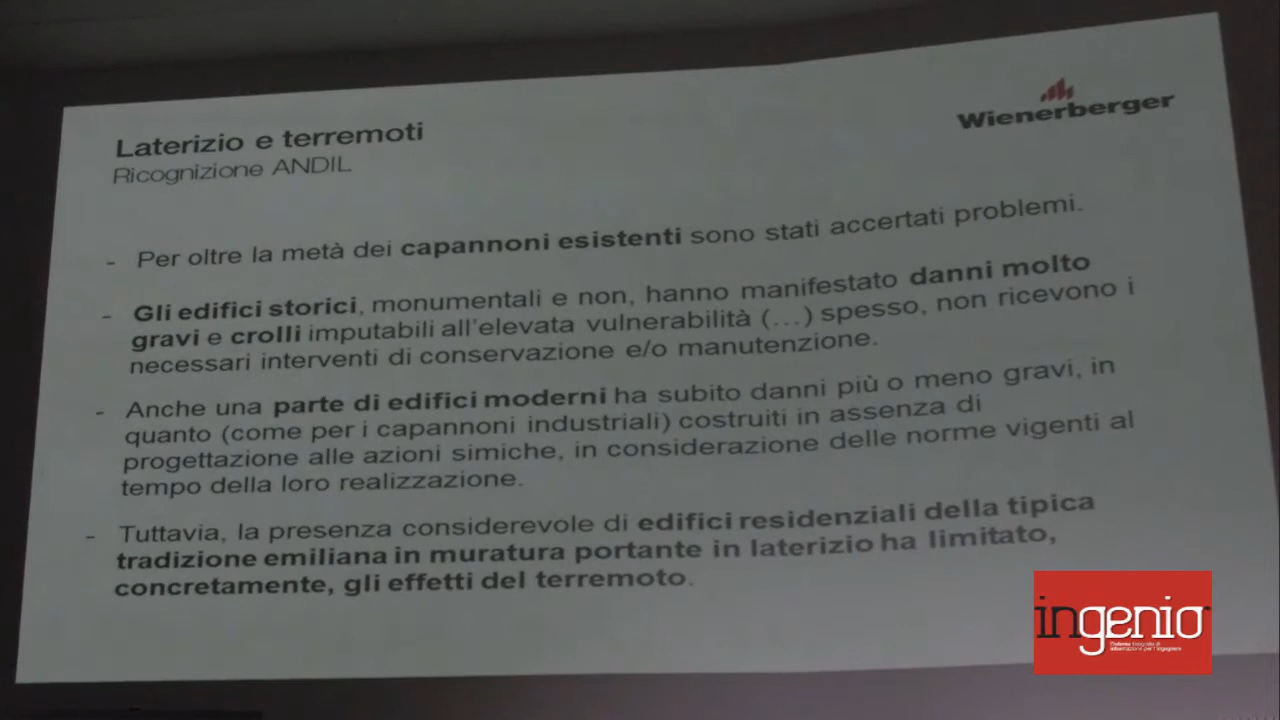 Wienerberger
Laterizio e terremoti
Ricognizione ANDIL
- Per oltre la metà dei capannoni esistenti sono stati accertati problemi.
- Gli edifici storici, monumentali e non, hanno manifestato danni molto
gravi e crolli imputabili all'elevata vulnerabilità (...) spesso, non ricevono i
necessari interventi di conservazione e/o manutenzione.
- Anche una parte di edifici moderni ha subito danni più o meno gravi, in
quanto (come per i capannoni industriali) costruiti in assenza di
progettazione alle azioni simiche, in considerazione delle norme vigenti al
tempo della loro realizzazione.
- Tuttavia, la presenza considerevole di edifici residenziali della tipica
tradizione emiliana in muratura portante in laterizio ha limitato,
concretamente, gli effetti del terremoto.
ingenio